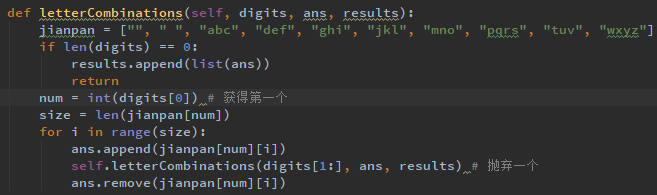 def letterCombinations(self, digits, ans, results):
    jianpan = ["", " ", "abc", "def", "ghi", "jkl", "mno", "pqrs", "tuv", "wxyz"]
    if len(digits) == 0:
        results.append(list(ans))
        return
    num = int(digits[0]) # 获得第一个
    size = len(jianpan[num])
    for i in range(size):
        ans.append(jianpan[num][i])
        self.letterCombinations(digits[1:], ans, results) # 抛弃一个
        ans.remove(jianpan[num][i])